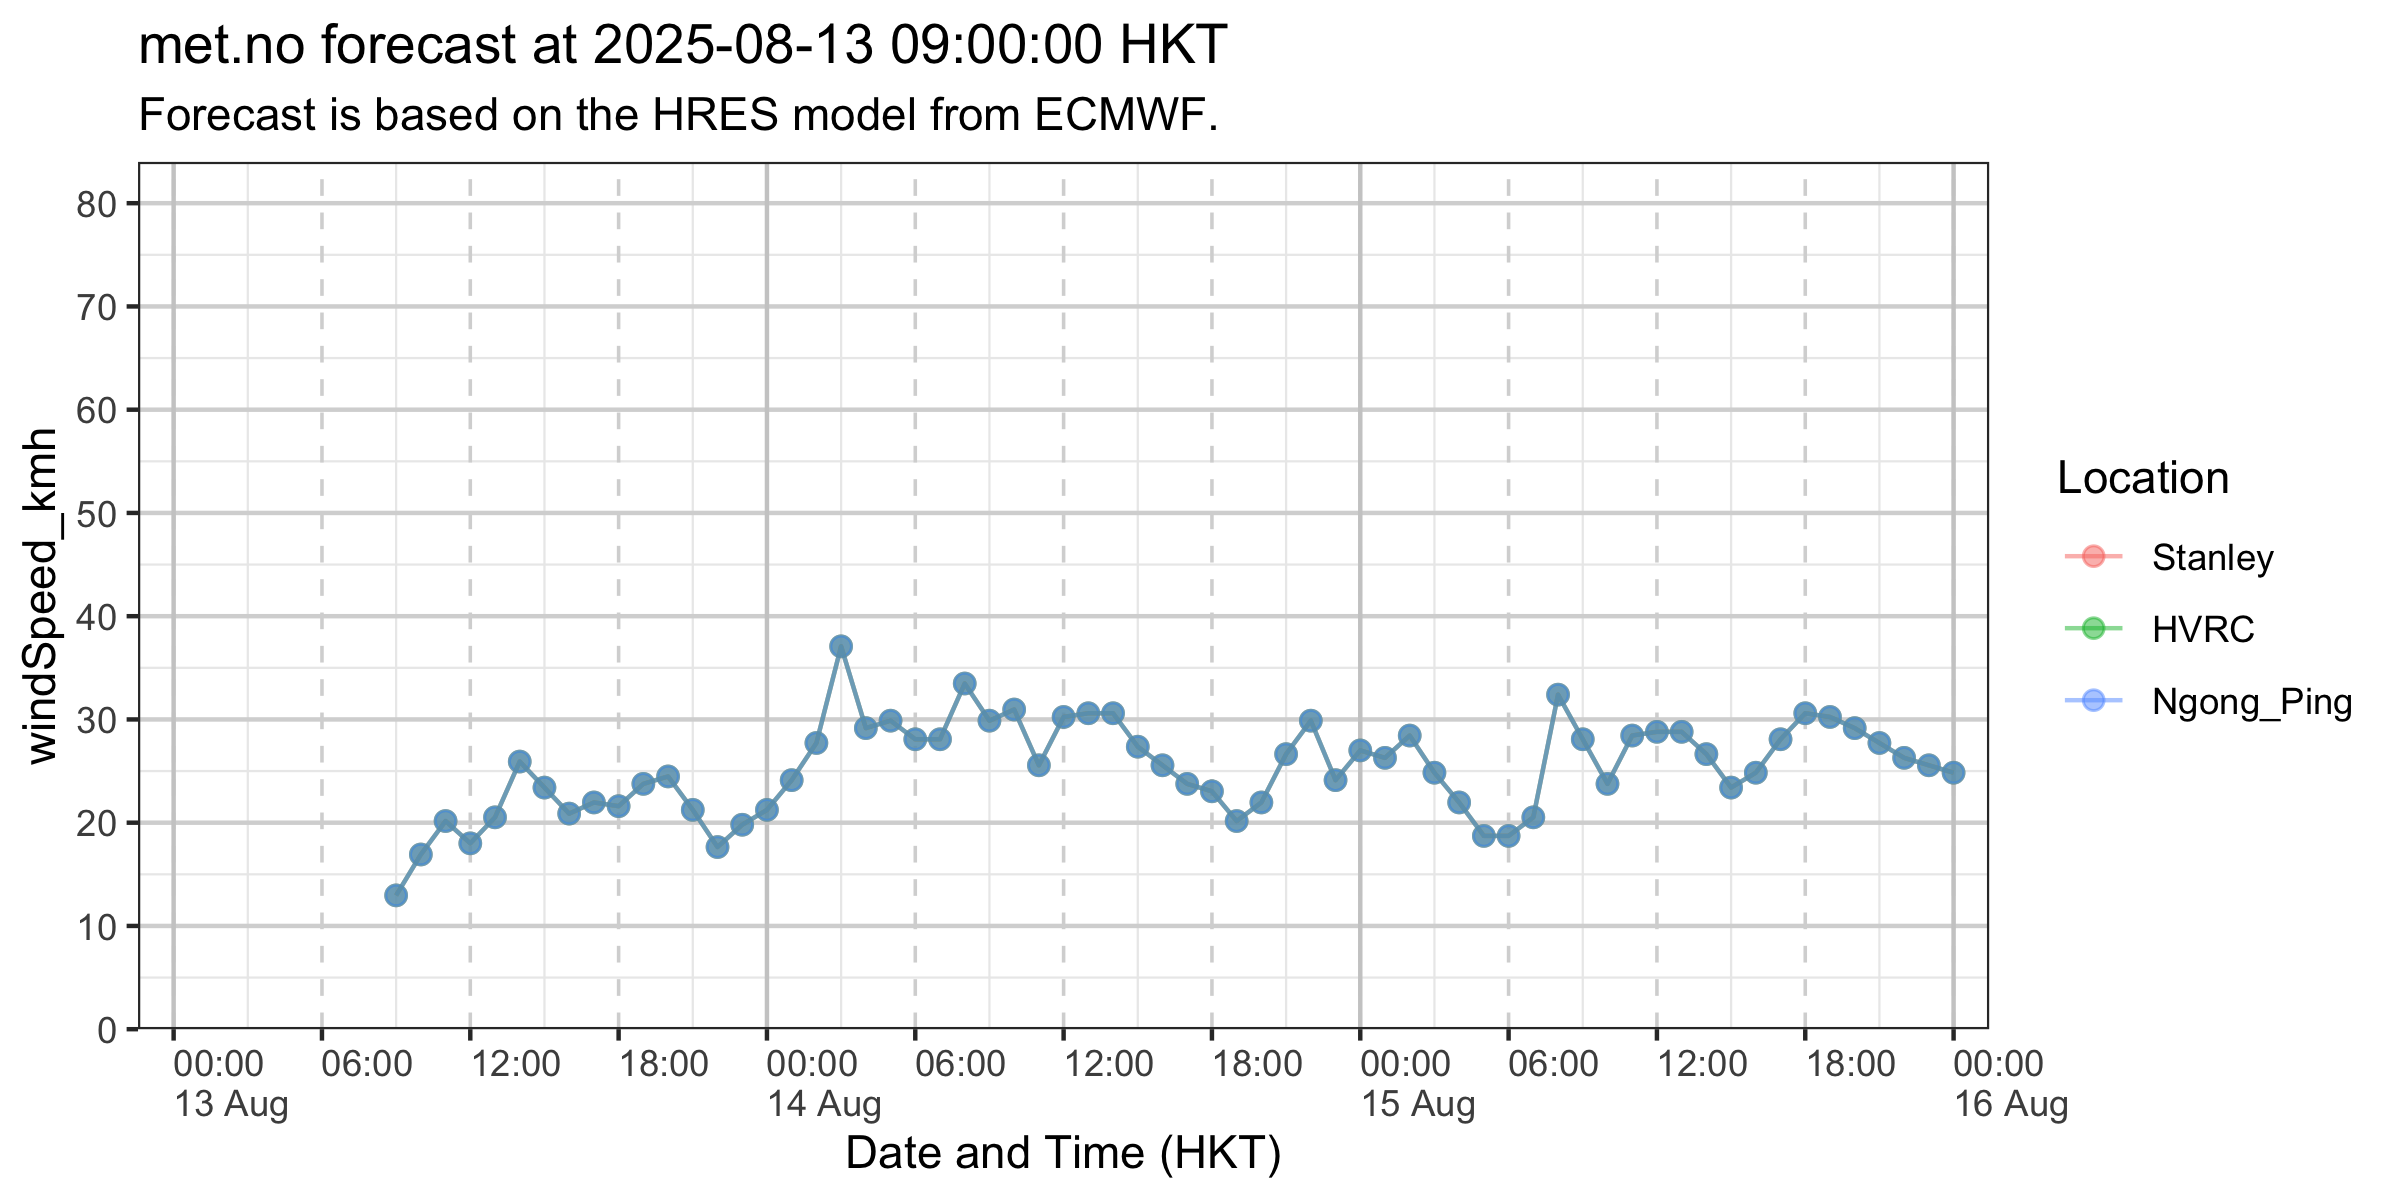 met.no forecast at 2025-08-13 09:00:00 HKT
Forecast is based on the HRES model from ECMWF.
windSpeed_kmh
80
70
60
50
40
30
20
10
0
00:00 06:00 12:00 18:00 00:00 06:00 12:00 18:00 00:00 06:00 12:00 18:00 00:00
13 Aug 14 Aug 15 Aug 16 Aug
Date and Time (HKT)
Location
Stanley
HVRC
Ngong_Ping